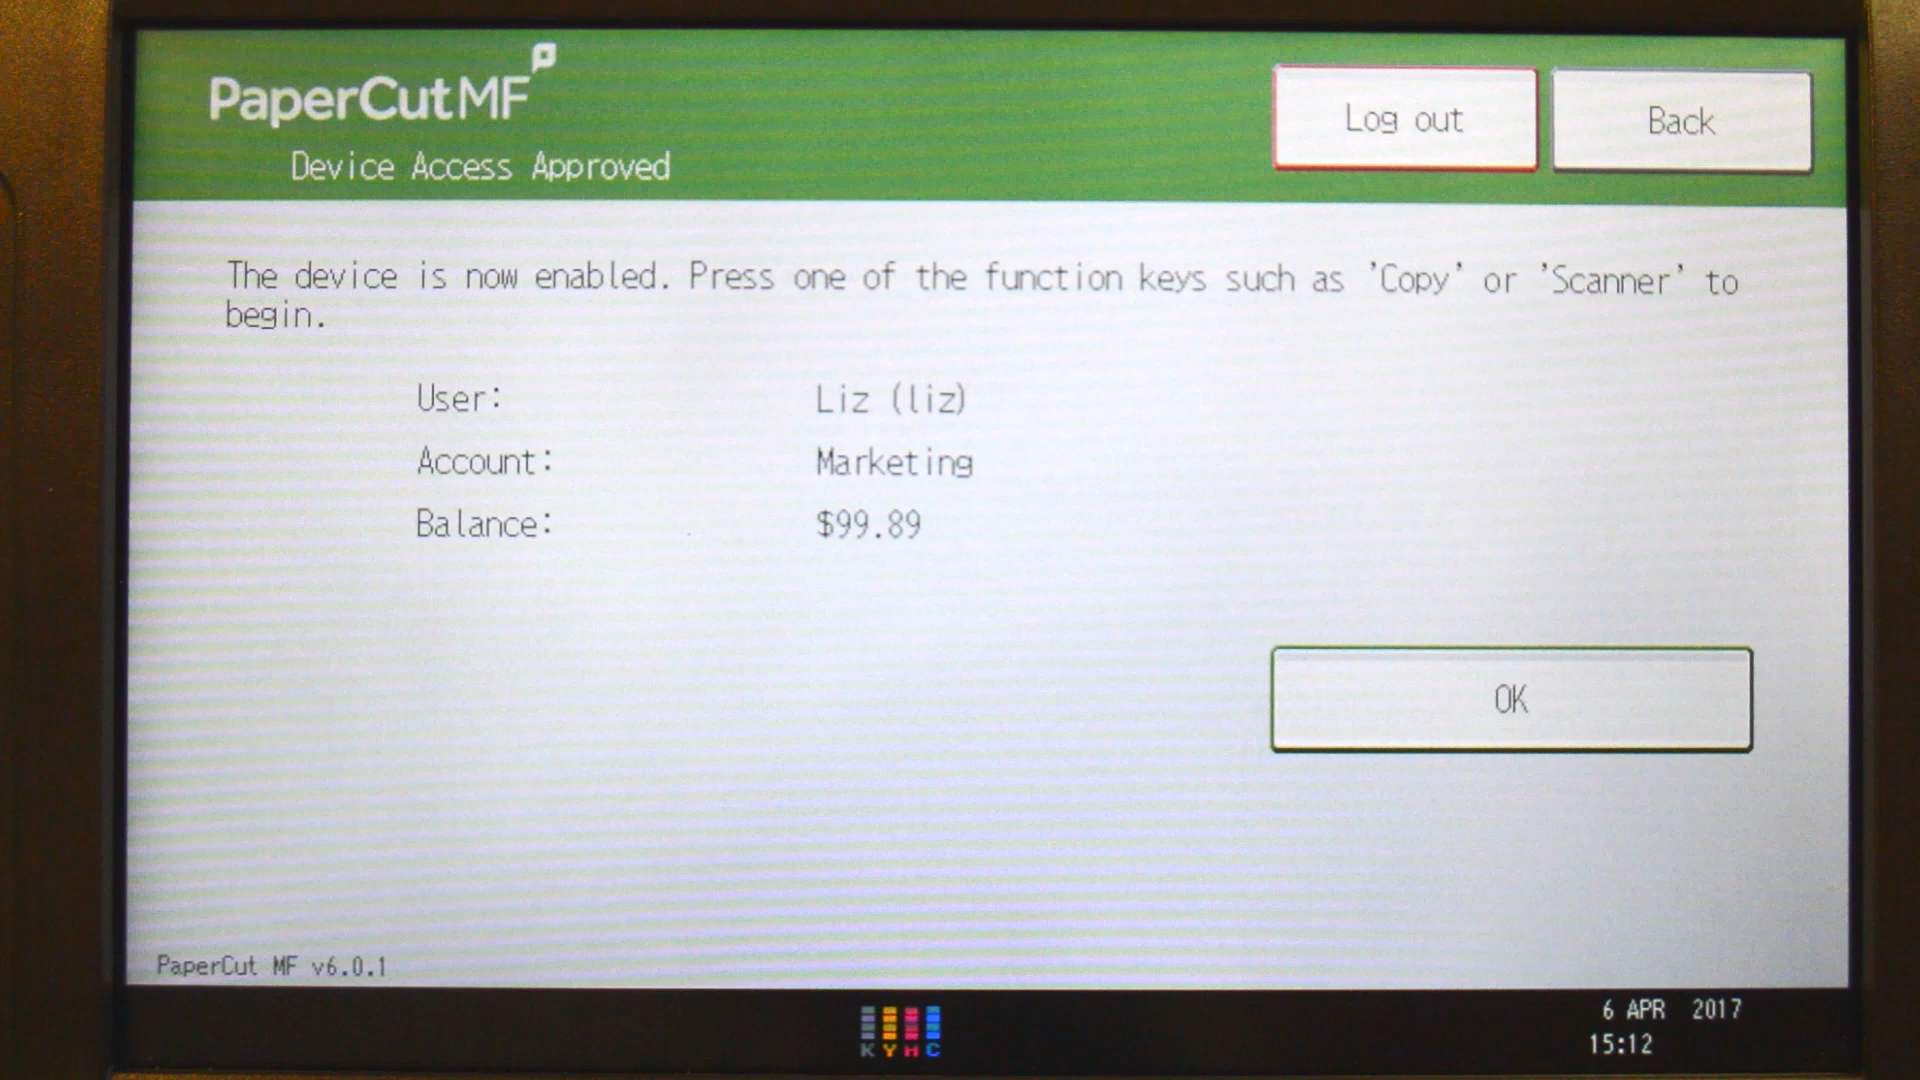 PaperCut MF
Log out
Back
Device Access Approved
The device is now enabled. Press one of the function keys such as 'Copy' or 'Scanner' to
begin.
User: Liz (liz)
Account: Marketing
Balance: $99.89
OK
PaperCut MF v6.0.1
6 APR 2017
K Y M C
15:12